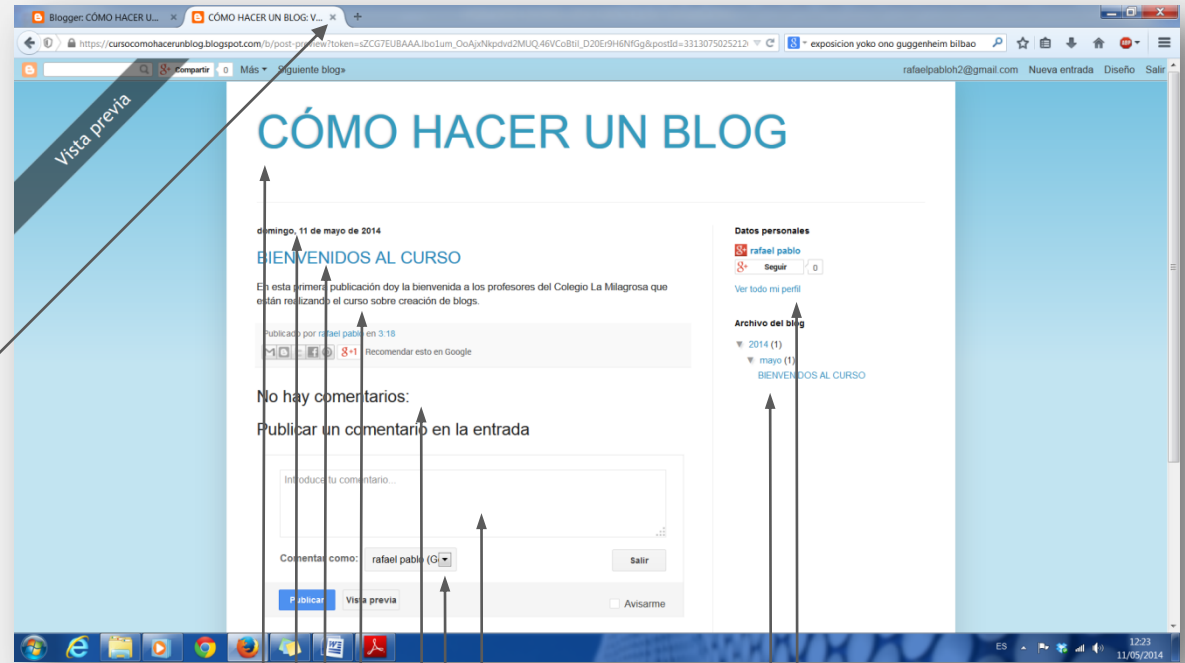 Blogger: CÓMO HACER U... × CÓMO HACER UN BLOG: V... × +
https://cursocomohacerunblog.blogspot.com/b/post-preview?token=sZCG7EUBAAA.Jbo1um_OoAjxNkpdvd2MUQ.46VCoBtil_D20Er9H6NfGg&postId=3313075025212 exposicion yoko ono guggenheim bilbao
Compartir 0 Más Siguiente blog» rafaelpabloh2@gmail.com Nueva entrada Diseño Salir
Vista previa
CÓMO HACER UN BLOG
domingo, 11 de mayo de 2014
BIENVENIDOS AL CURSO
En esta primera publicación doy la bienvenida a los profesores del Colegio La Milagrosa que
están realizando el curso sobre creación de blogs.
Publicado por rafael pablo en 3:18
g+1 Recomendar esto en Google
No hay comentarios:
Publicar un comentario en la entrada
Introduce tu comentario...
Comentar como: rafael pablo (G Salir
Publicar Vista previa Avisarme
Datos personales
rafael pablo
Seguir 0
Ver todo mi perfil
Archivo del blog
▼ 2014 (1)
▼ mayo (1)
BIENVENIDOS AL CURSO
ES 12:23
11/05/2014